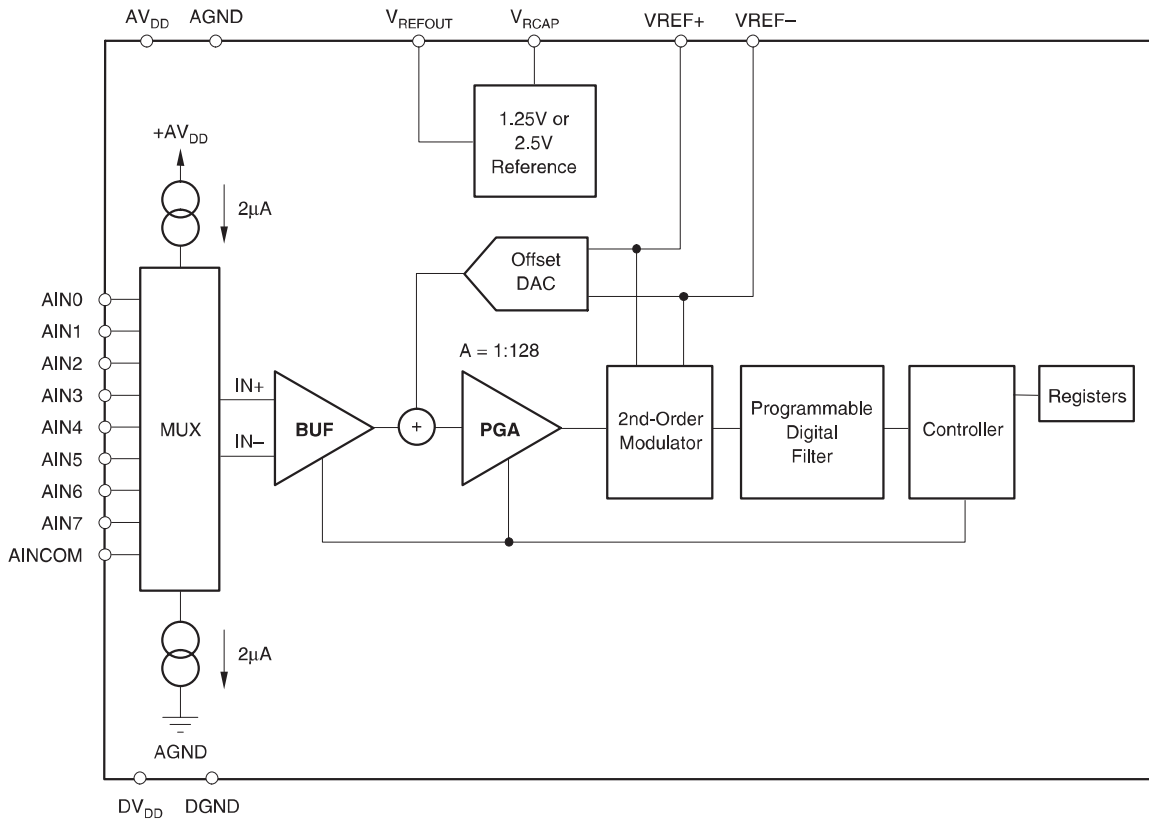 AVDD AGND VREFOUT VRCAP VREF+ VREF–
1.25V or
2.5V
Reference
+AVDD
2µA
Offset
DAC
AIN0
AIN1
AIN2
AIN3
AIN4
AIN5
AIN6
AIN7
AINCOM
MUX
IN+
IN–
BUF
+
A = 1:128
PGA
2nd-Order
Modulator
Programmable
Digital
Filter
Controller
Registers
2µA
AGND
DVDD DGND